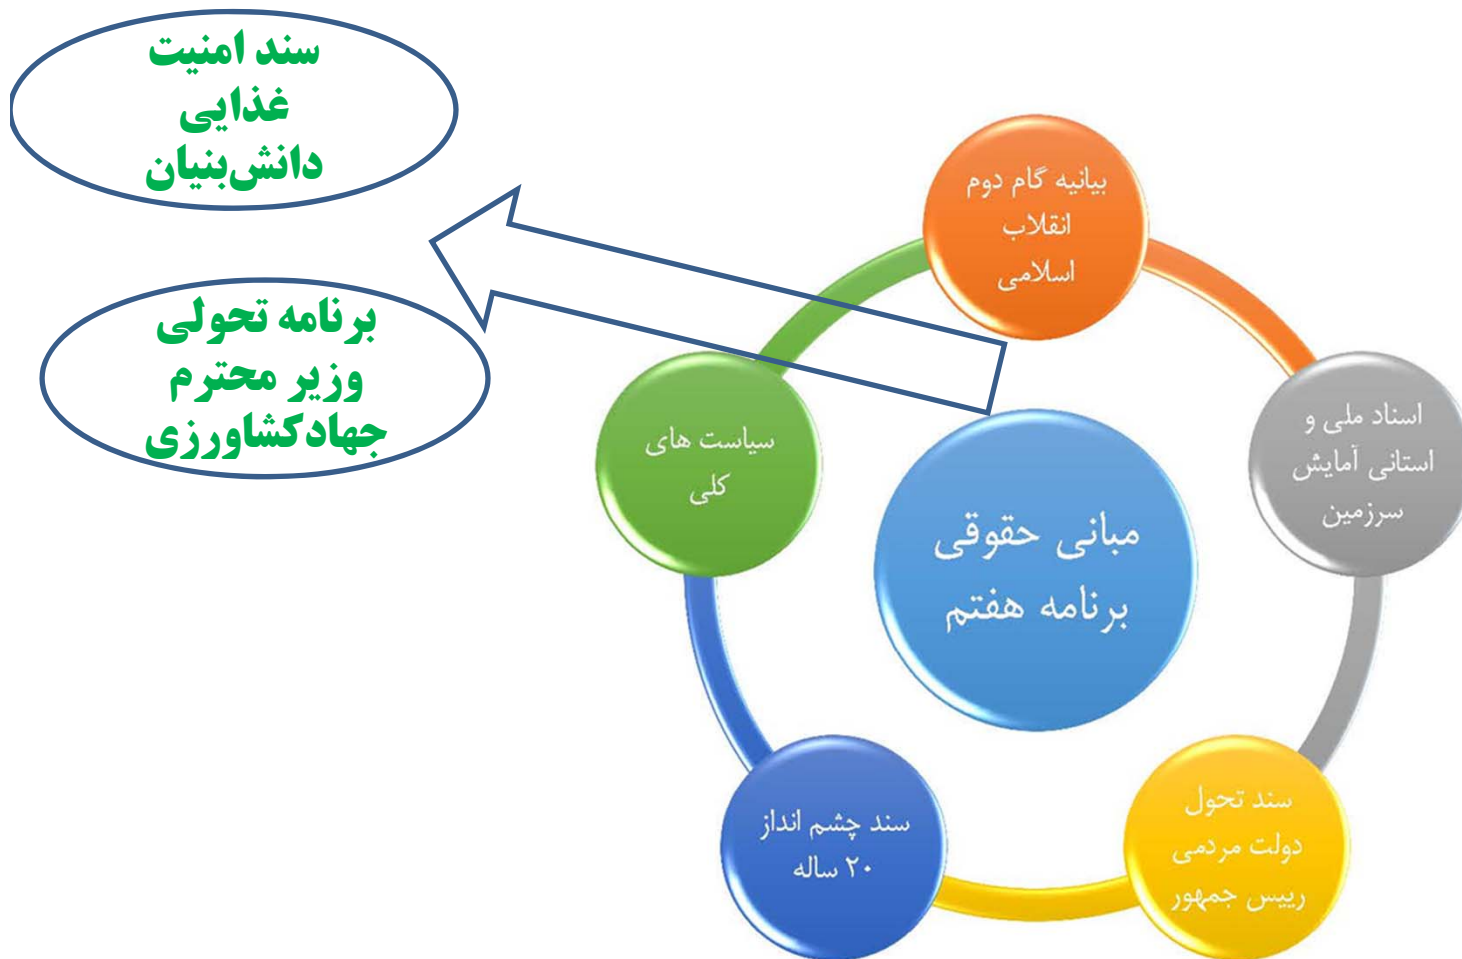 سند امنیت
غذایی
دانش‌بنیان
برنامه تحولی
وزیر محترم
جهادکشاورزی
بیانیه گام دوم
انقلاب
اسلامی
اسناد ملی و
استانی آمایش
سرزمین
سیاست های
کلی
مبانی حقوقی
برنامه هفتم
سند تحول
دولت مردمی
رییس جمهور
سند چشم انداز
۲۰ ساله